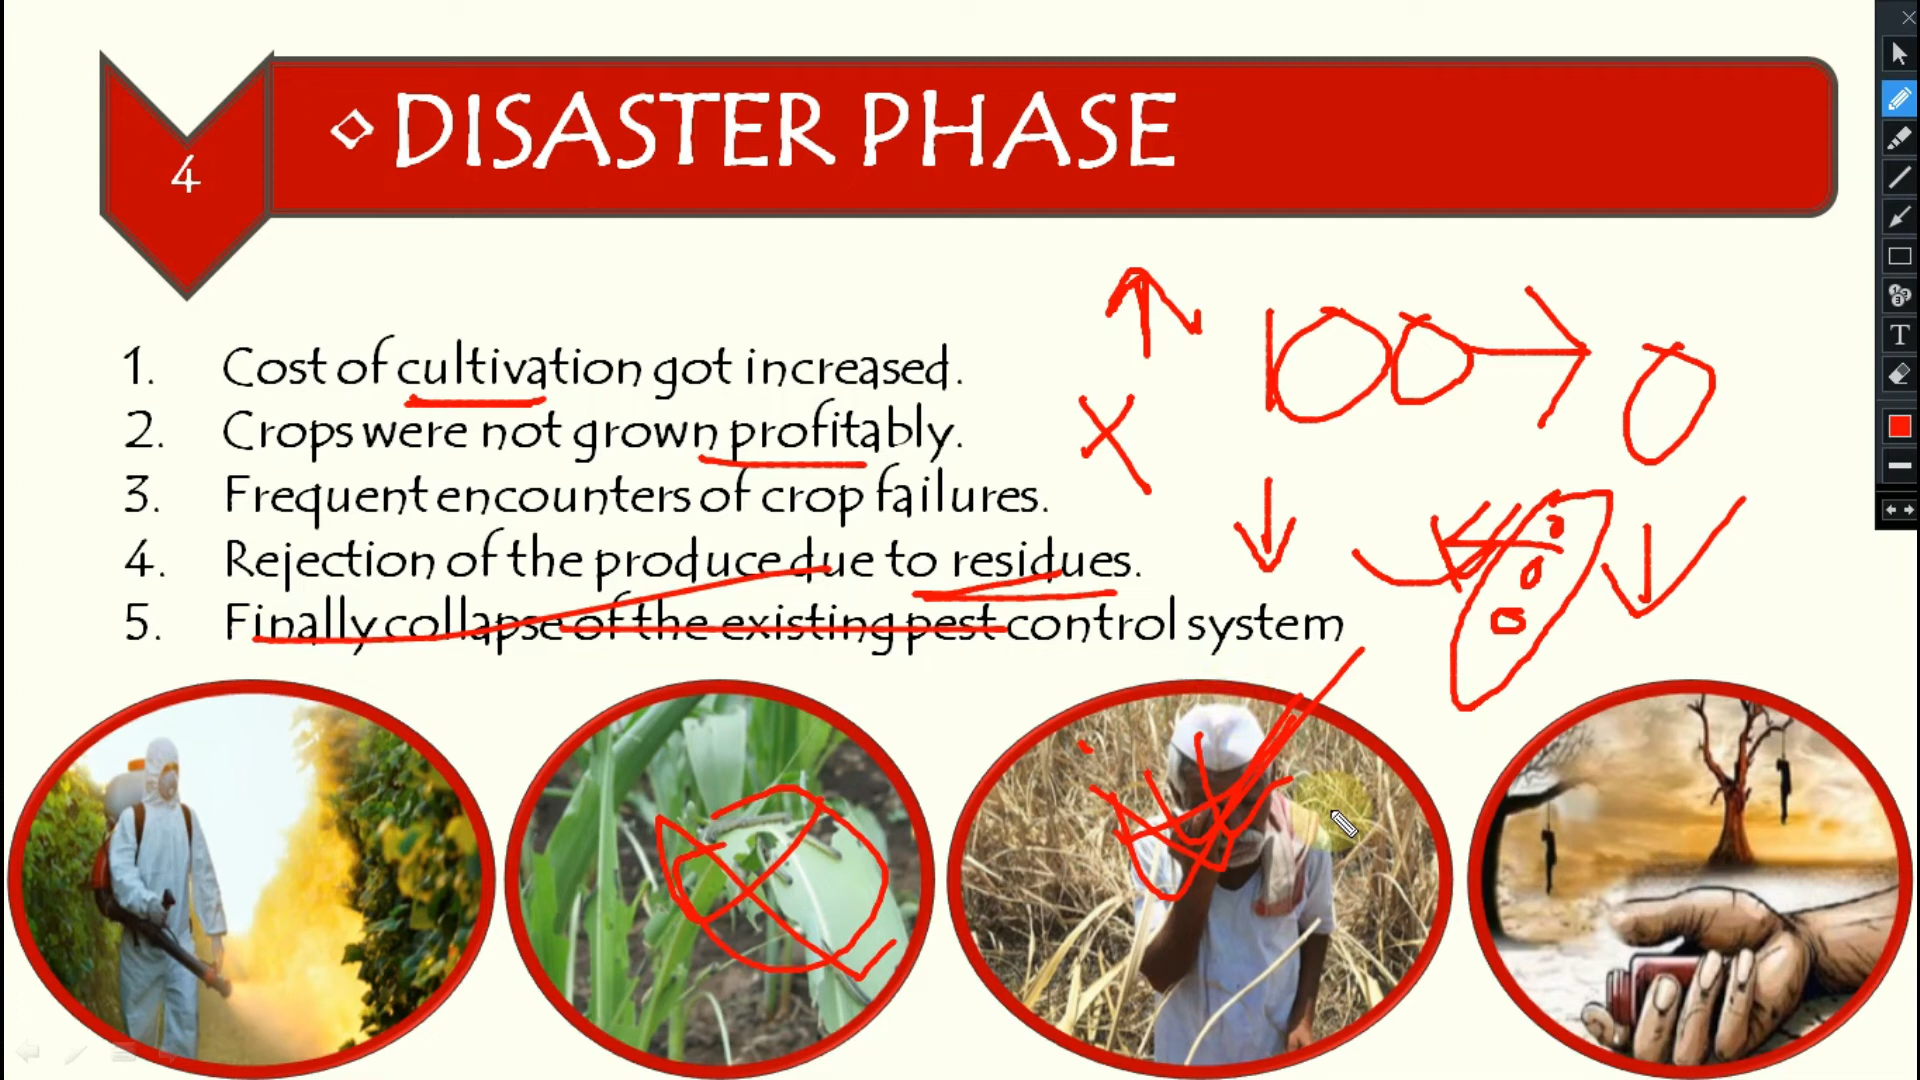 4
DISASTER PHASE
1. Cost of cultivation got increased.
2. Crops were not grown profitably.
3. Frequent encounters of crop failures.
4. Rejection of the produce due to residues.
5. Finally collapse of the existing pest control system
100 → 0
T